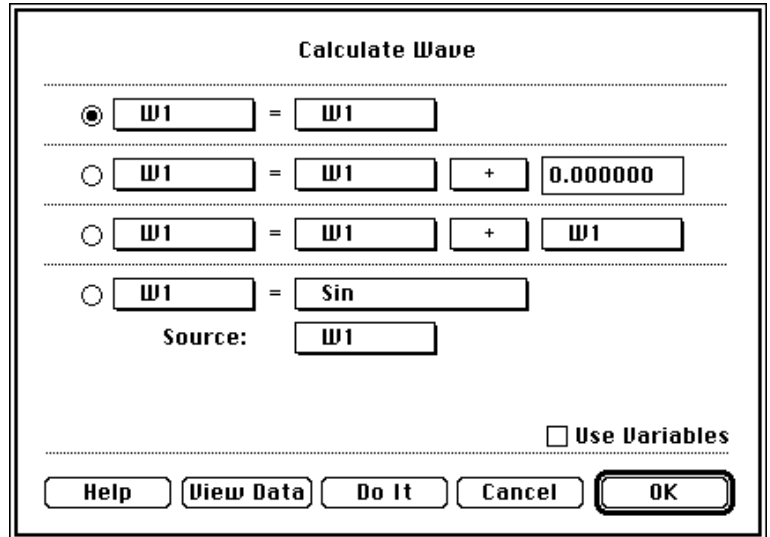 Calculate Wave
W1 = W1
W1 = W1 + 0.000000
W1 = W1 + W1
W1 = Sin
Source: W1
Use Variables
Help View Data Do It Cancel OK